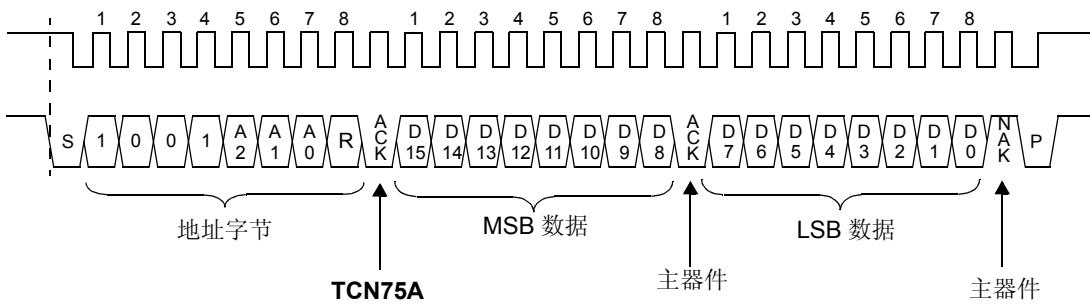 1 2 3 4 5 6 7 8 1 2 3 4 5 6 7 8 1 2 3 4 5 6 7 8
S 1 0 0 1 A2 A1 A0 R ACK D15 D14 D13 D12 D11 D10 D9 D8 ACK D7 D6 D5 D4 D3 D2 D1 D0 NAK P
地址字节 MSB 数据 LSB 数据
TCN75A 主器件 主器件